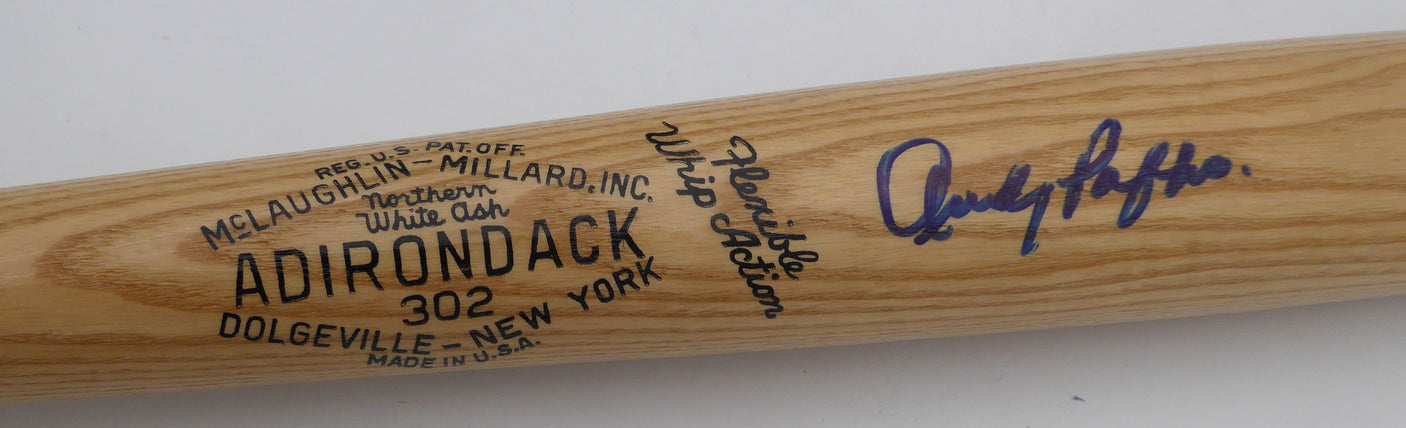 REG. U.S. PAT. OFF.
McLAUGHLIN - MILLARD, INC.
Northern
White Ash
ADIRONDACK
302
DOLGEVILLE - NEW YORK
MADE IN U.S.A.
Flexible
Whip Action
Andy Pafko.